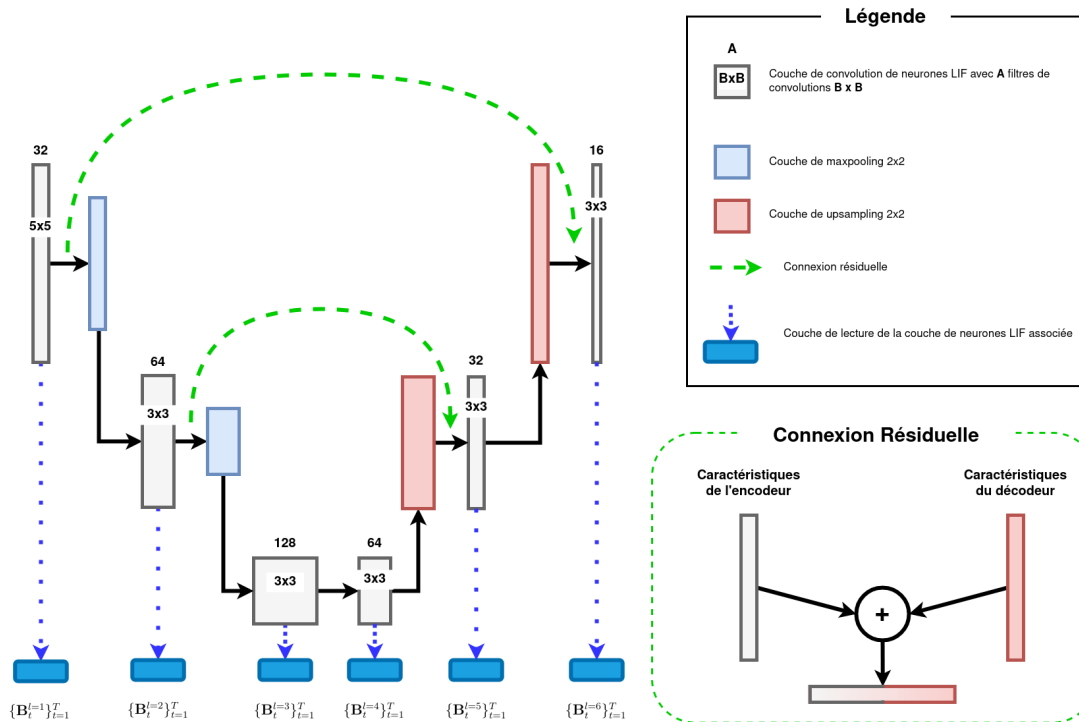 Légende
A
BxB
Couche de convolution de neurones LIF avec A filtres de
convolutions B x B
Couche de maxpooling 2x2
Couche de upsampling 2x2
Connexion résiduelle
Couche de lecture de la couche de neurones LIF associée
32
5x5
16
3x3
64
3x3
32
3x3
128
3x3
64
3x3
{B_t^{l=1}}_{t=1}^T
{B_t^{l=2}}_{t=1}^T
{B_t^{l=3}}_{t=1}^T
{B_t^{l=4}}_{t=1}^T
{B_t^{l=5}}_{t=1}^T
{B_t^{l=6}}_{t=1}^T
Connexion Résiduelle
Caractéristiques
de l'encodeur
Caractéristiques
du décodeur
+